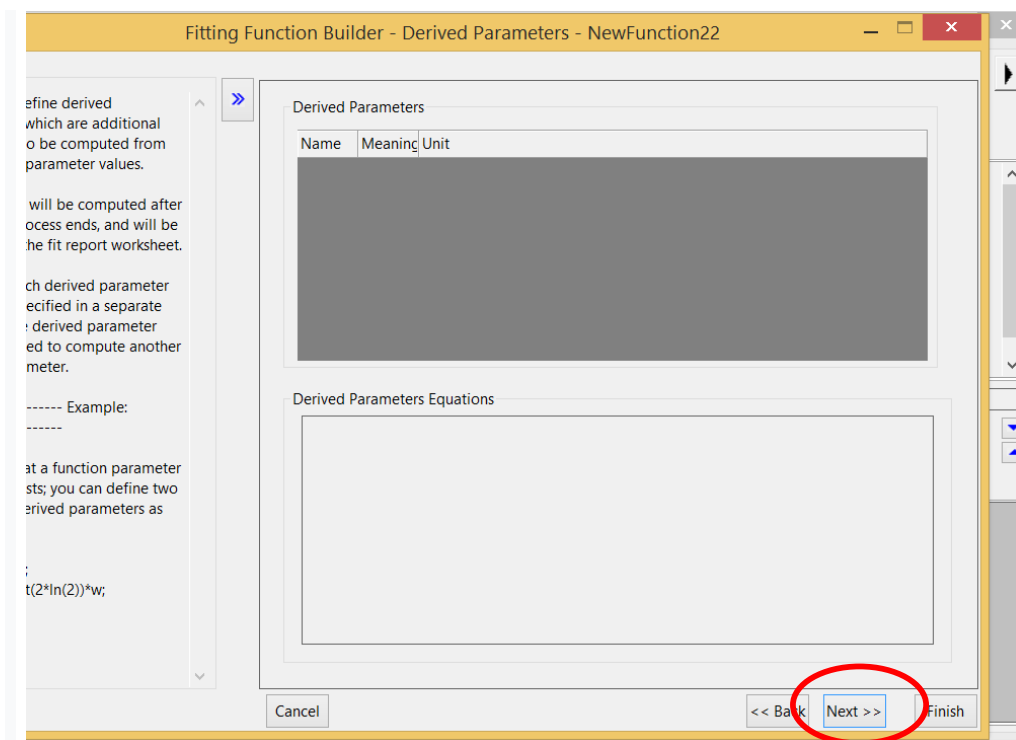 Fitting Function Builder - Derived Parameters - NewFunction22
efine derived
which are additional
o be computed from
parameter values.
will be computed after
ocess ends, and will be
the fit report worksheet.
ch derived parameter
ecified in a separate
derived parameter
ed to compute another
meter.
------ Example:
------
at a function parameter
sts; you can define two
erived parameters as
;
t(2*ln(2))*w;
Derived Parameters
Name Meaning Unit
Derived Parameters Equations
Cancel << Back Next >> Finish